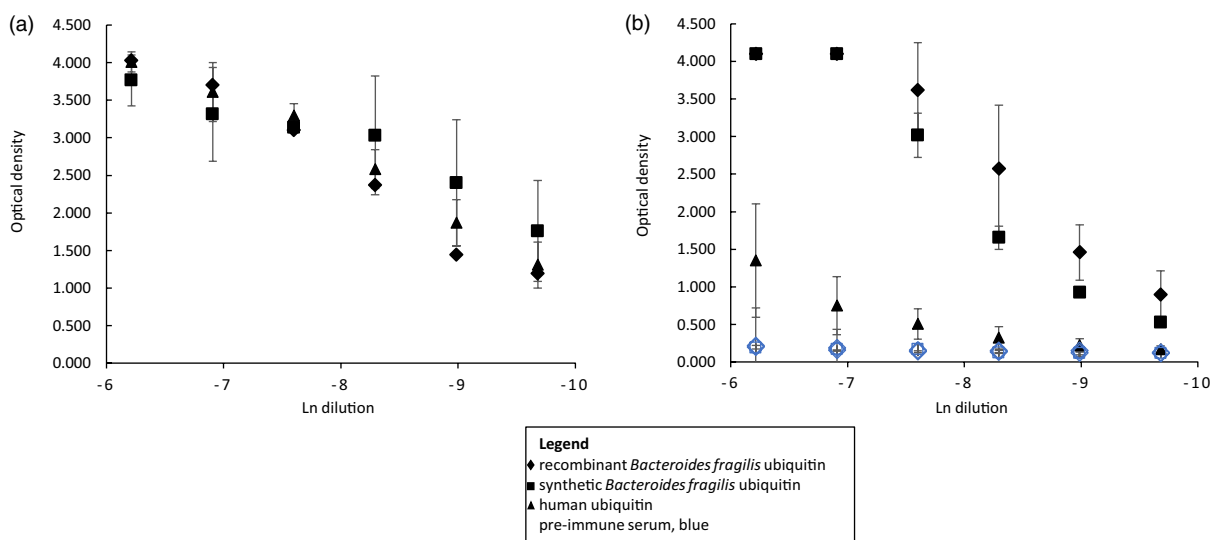 (a)
4.500
4.000
3.500
3.000
2.500
2.000
1.500
1.000
0.500
0.000
Optical density
-6
-7
-8
-9
-10
Ln dilution
(b)
4.500
4.000
3.500
3.000
2.500
2.000
1.500
1.000
0.500
0.000
Optical density
-6
-7
-8
-9
-10
Ln dilution
Legend
recombinant Bacteroides fragilis ubiquitin
synthetic Bacteroides fragilis ubiquitin
human ubiquitin
pre-immune serum, blue